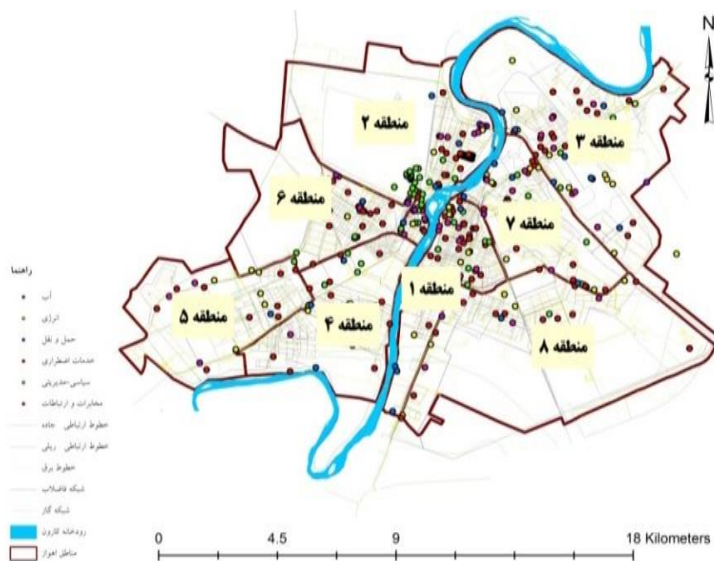 N
منطقه ۲
منطقه ۳
منطقه ۶
منطقه ۷
منطقه ۱
منطقه ۵
منطقه ۴
منطقه ۸
راهنما
آب
انرژی
حمل و نقل
خدمات اضطراری
سیاسی-مدیریتی
مخابرات و ارتباطات
خطوط ارتباطی جاده
خطوط ارتباطی ریلی
خطوط برق
شبکه فاضلاب
شبکه گاز
رودخانه کارون
مناطق اهواز
0 4.5 9 18 Kilometers